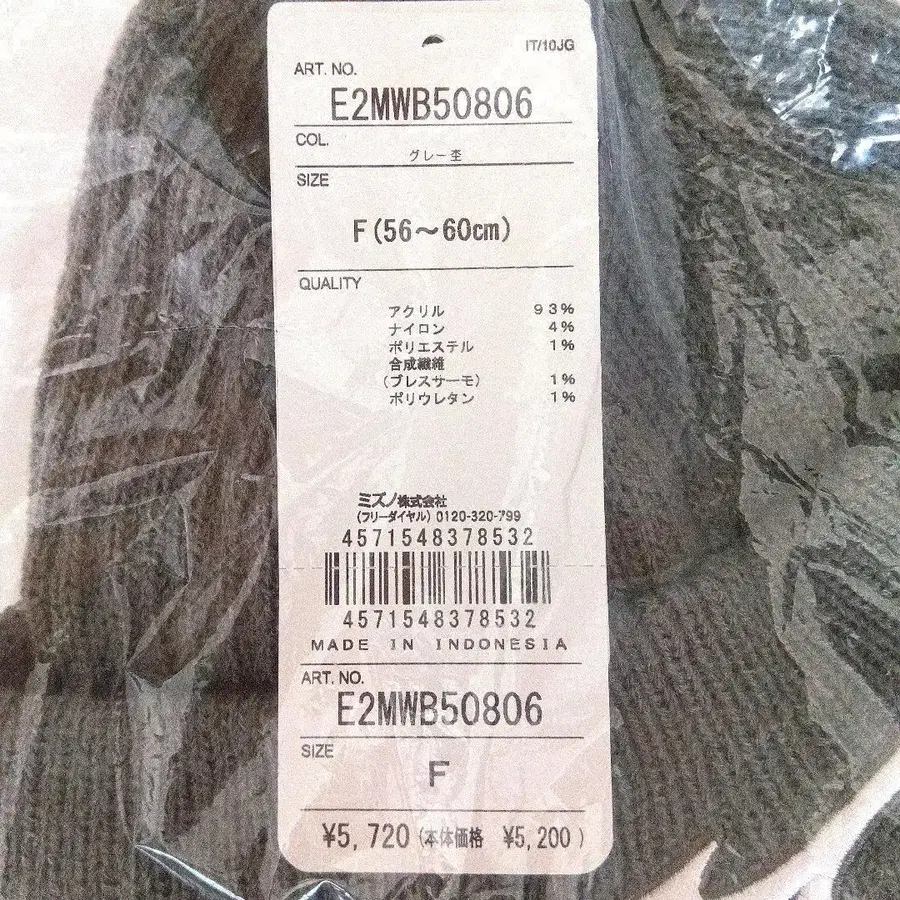 IT/10JG
ART. NO.
E2MWB50806
COL.
グレー杢
SIZE
F(56～60cm)
QUALITY
アクリル 93%
ナイロン 4%
ポリエステル 1%
合成繊維
(ブレスサーモ) 1%
ポリウレタン 1%
ミズノ株式会社
(フリーダイヤル) 0120-320-799
4571548378532
4571548378532
MADE IN INDONESIA
ART. NO.
E2MWB50806
SIZE
F
¥5,720 (本体価格 ¥5,200)